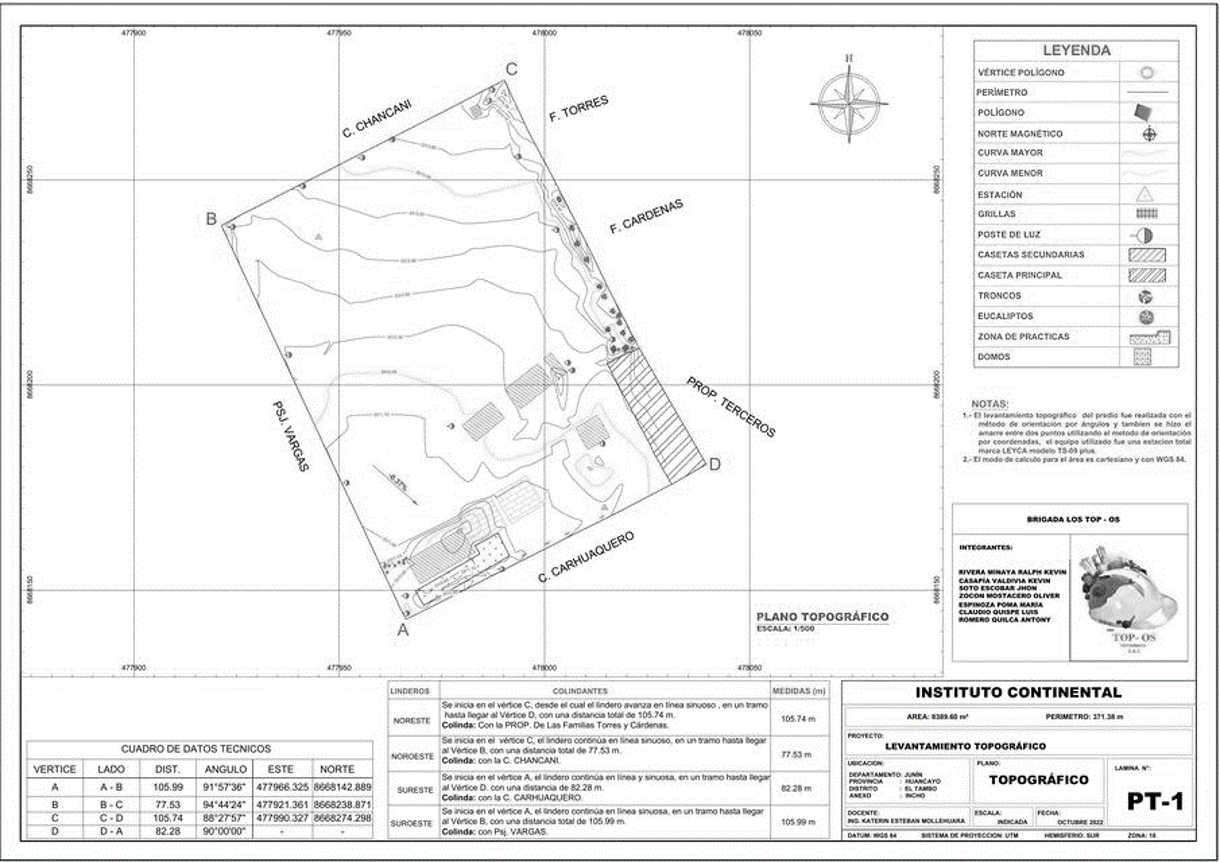 477900
477950
478000
478050
8668250
8668200
8668150
8668250
8668200
8668150
C
F. TORRES
C. CHANCANI
B
F. CARDENAS
PROP. TERCEROS
PSJ. VARGAS
D
-0.37%
C. CARHUAQUERO
A
PLANO TOPOGRÁFICO
ESCALA: 1/500
477900
477950
478000
478050
LEYENDA
VÉRTICE POLÍGONO
PERÍMETRO
POLÍGONO
NORTE MAGNÉTICO
CURVA MAYOR
CURVA MENOR
ESTACIÓN
GRILLAS
POSTE DE LUZ
CASETAS SECUNDARIAS
CASETA PRINCIPAL
TRONCOS
EUCALIPTOS
ZONA DE PRACTICAS
DOMOS
NOTAS:
1.- El levantamiento topográfico del predio fue realizada con el
método de orientación por ángulos y tambien se hizo el
amarre entre dos puntos utilizando el metodo de orientación
por coordenadas, el equipo utilizado fue una estacion total
marca LEYCA modelo TS-09 plus.
2.- El modo de calculo para el área es cartesiano y con WGS 84.
BRIGADA LOS TOP - OS
INTEGRANTES:
RIVERA MINAYA RALPH KEVIN
CASAPÍA VALDIVIA KEVIN
SOTO ESCOBAR JHON
ZOCON MOSTACERO OLIVER
ESPINOZA POMA MARÍA
CLAUDIO QUISPE LUIS
ROMERO QUILCA ANTONY
TOP- OS
S.A.C.
CUADRO DE DATOS TECNICOS
VERTICE LADO DIST. ANGULO ESTE NORTE
A A - B 105.99 91°57'36" 477966.325 8668142.889
B B - C 77.53 94°44'24" 477921.361 8668238.871
C C - D 105.74 88°27'57" 477990.327 8668274.298
D D - A 82.28 90°00'00" - -
LINDEROS COLINDANTES MEDIDAS (m)
NORESTE
Se inicia en el vértice C, desde el cual el lindero avanza en línea sinuoso , en un tramo
hasta llegar al Vértice D, con una distancia total de 105.74 m.
Colinda: Con la PROP. De Las Familias Torres y Cárdenas.
105.74 m
NOROESTE
Se inicia en el vértice C, el lindero continúa en línea sinuoso, en un tramo hasta llegar
al Vértice B, con una distancia total de 77.53 m.
Colinda: con la C. CHANCANI.
77.53 m
SURESTE
Se inicia en el vértice A, el lindero continúa en línea y sinuosa, en un tramo hasta llegar
al Vértice D. con una distancia de 82.28 m.
Colinda: con la C. CARHUAQUERO.
82.28 m
SUROESTE
Se inicia en el vértice A, el lindero continúa en línea sinuosa, en un tramo hasta llegar
al Vértice B, con una distancia total de 105.99 m.
Colinda: con Psj. VARGAS.
105.99 m
INSTITUTO CONTINENTAL
AREA: 8389.60 m² PERIMETRO: 371.38 m
PROYECTO:
LEVANTAMIENTO TOPOGRÁFICO
UBICACION:
DEPARTAMENTO: JUNÍN
PROVINCIA : HUANCAYO
DISTRITO : EL TAMBO
ANEXO : INCHO
PLANO:
TOPOGRÁFICO
LAMINA N°:
PT-1
DOCENTE:
ING. KATERIN ESTEBAN MOLLEHUARA
ESCALA:
INDICADA
FECHA:
OCTUBRE 2022
DATUM: WGS 84 SISTEMA DE PROYECCION: UTM HEMISFERIO: SUR ZONA: 18